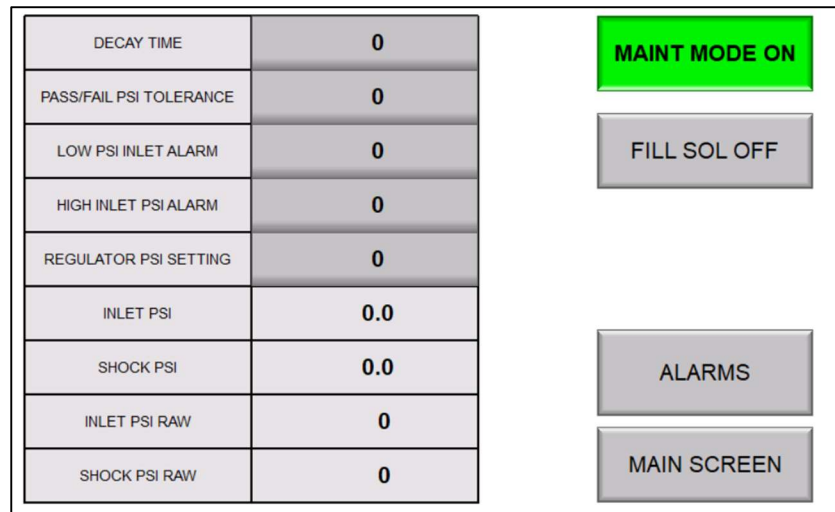 DECAY TIME 0
PASS/FAIL PSI TOLERANCE 0
LOW PSI INLET ALARM 0
HIGH INLET PSI ALARM 0
REGULATOR PSI SETTING 0
INLET PSI 0.0
SHOCK PSI 0.0
INLET PSI RAW 0
SHOCK PSI RAW 0
MAINT MODE ON
FILL SOL OFF
ALARMS
MAIN SCREEN